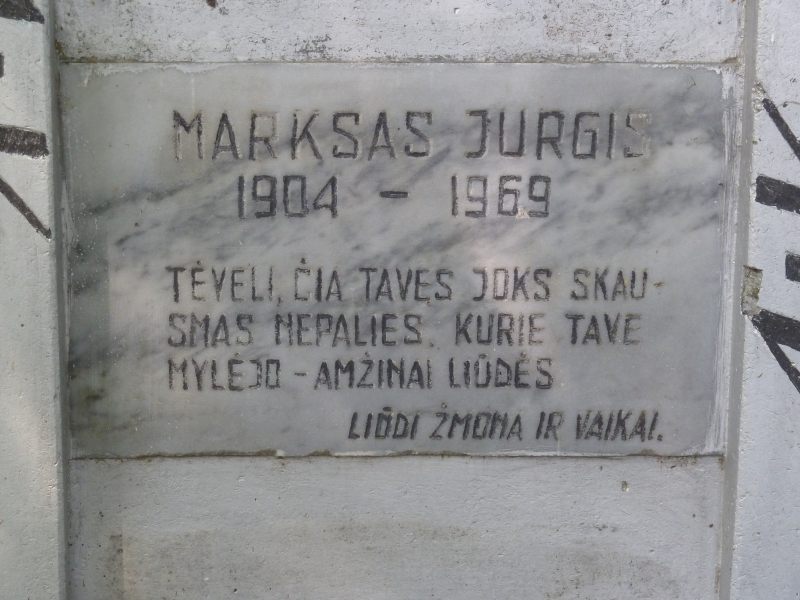 MARKSAS JURGIS
1904 - 1969
TĖVELI, ČIA TAVĘS JOKS SKAU-
SMAS NEPALIES. KURIE TAVE
MYLĖJO - AMŽINAI LIŪDĖS
LIŪDI ŽMONA IR VAIKAI.